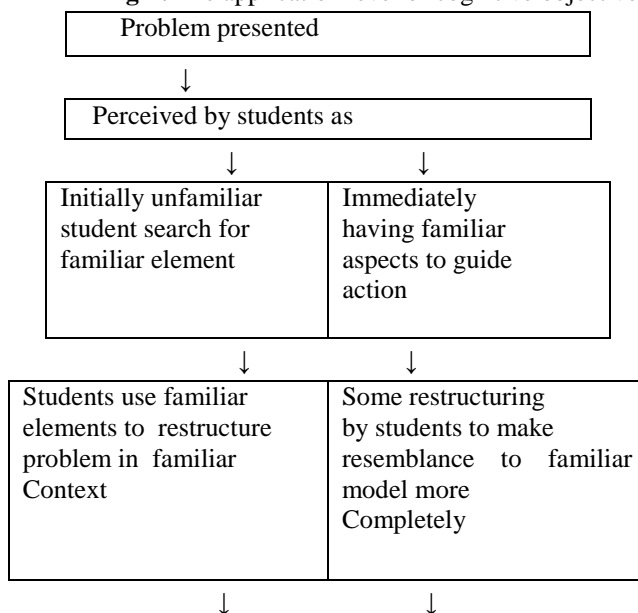 Problem presented
↓
Perceived by students as
↓ ↓
Initially unfamiliar
student search for
familiar element
Immediately
having familiar
aspects to guide
action
↓ ↓
Students use familiar
elements to restructure
problem in familiar
Context
Some restructuring
by students to make
resemblance to familiar
model more
Completely
↓ ↓